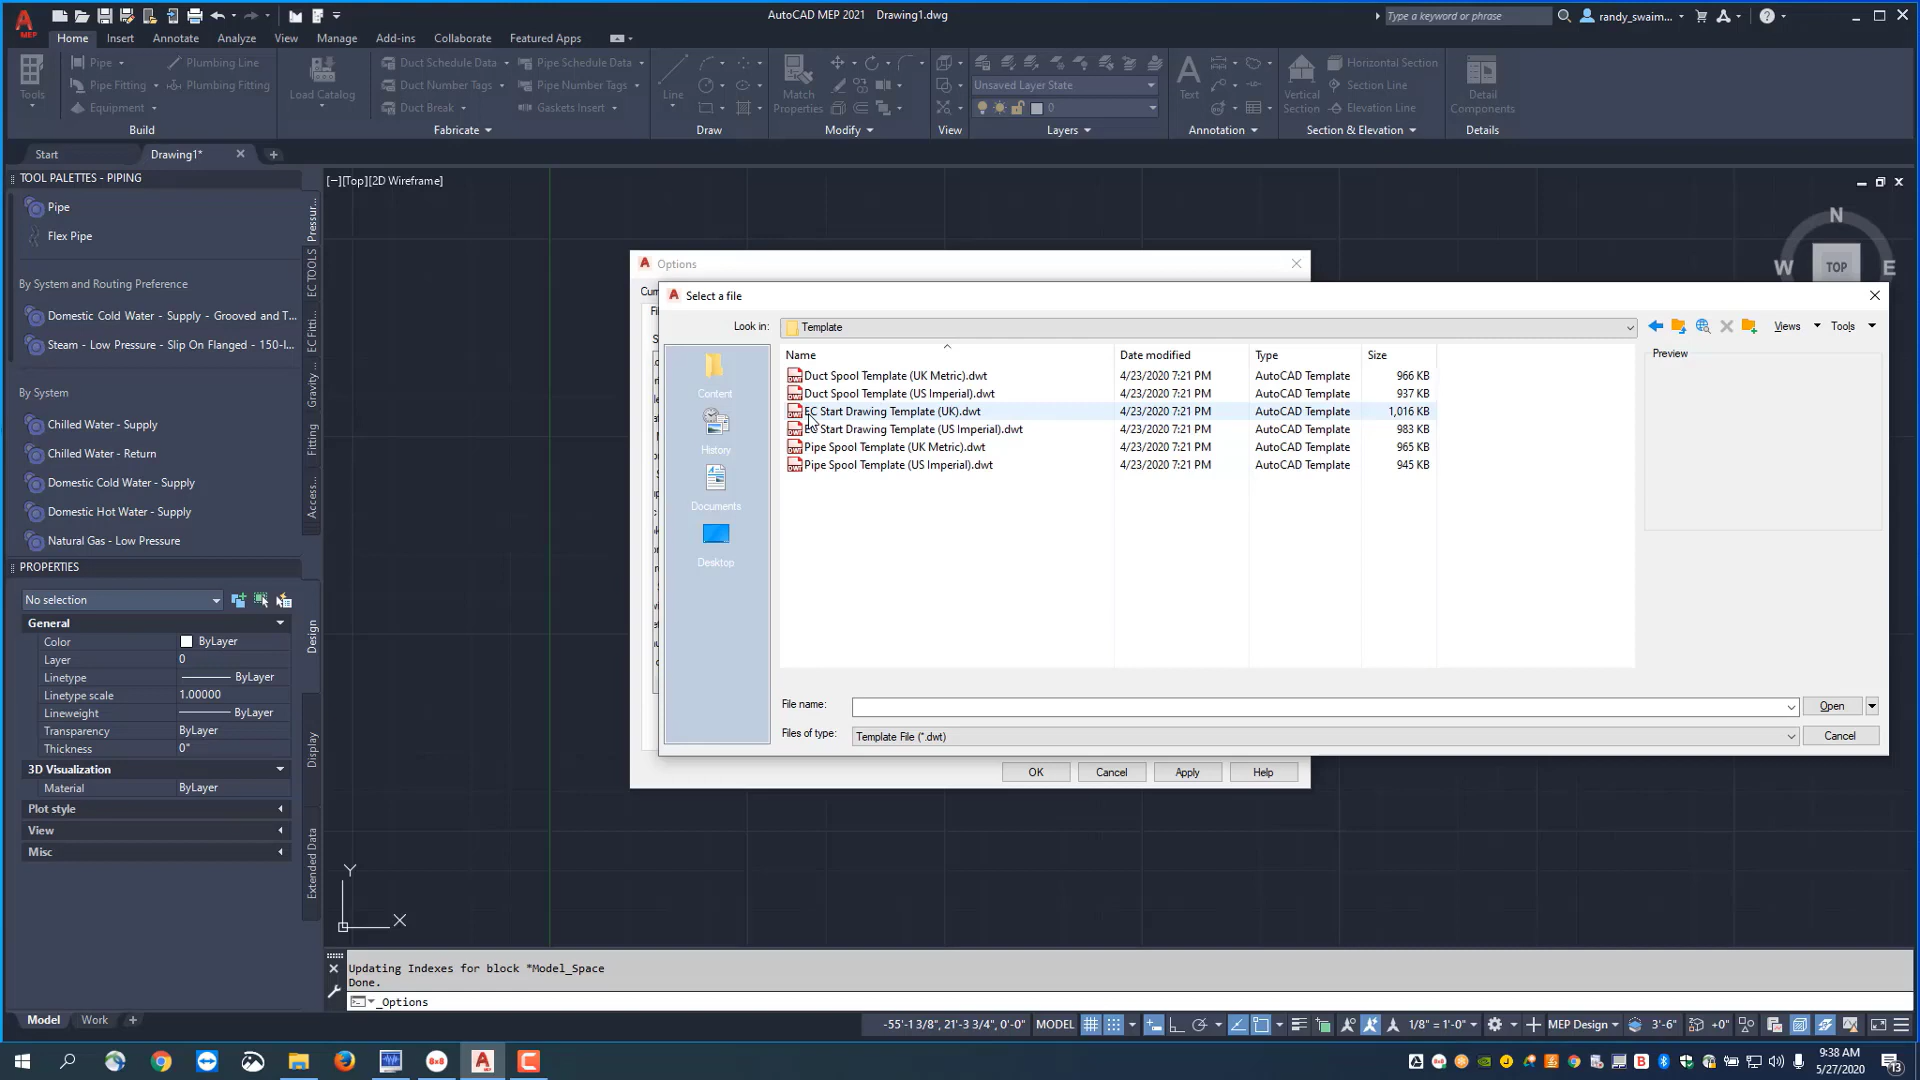 AutoCAD MEP 2021 Drawing1.dwg
Type a keyword or phrase
randy_swaim...
Home Insert Annotate Analyze View Manage Add-ins Collaborate Featured Apps
Tools
Pipe
Pipe Fitting
Equipment
Plumbing Line
Plumbing Fitting
Build
Load Catalog
Duct Schedule Data
Duct Number Tags
Duct Break
Pipe Schedule Data
Pipe Number Tags
Gaskets Insert
Fabricate
Line
Draw
Match
Properties
Modify
View
Unsaved Layer State
0
Layers
Text
Annotation
Vertical
Section
Horizontal Section
Section Line
Elevation Line
Section & Elevation
Detail
Components
Details
Start Drawing1*
TOOL PALETTES - PIPING
Pipe
Flex Pipe
By System and Routing Preference
Domestic Cold Water - Supply - Grooved and T...
Steam - Low Pressure - Slip On Flanged - 150-l...
By System
Chilled Water - Supply
Chilled Water - Return
Domestic Cold Water - Supply
Domestic Hot Water - Supply
Natural Gas - Low Pressure
Pressur...
EC TOOLS
EC Fitti...
Gravity ...
Fitting
Access...
PROPERTIES
No selection
General
Color ByLayer
Layer 0
Linetype ByLayer
Linetype scale 1.00000
Lineweight ByLayer
Transparency ByLayer
Thickness 0"
3D Visualization
Material ByLayer
Plot style
View
Misc
Design
Display
Extended Data
[−][Top][2D Wireframe]
N
W TOP E
Y
X
Options
Select a file
Look in: Template
Views Tools
Content
History
Documents
Desktop
Name Date modified Type Size
Duct Spool Template (UK Metric).dwt 4/23/2020 7:21 PM AutoCAD Template 966 KB
Duct Spool Template (US Imperial).dwt 4/23/2020 7:21 PM AutoCAD Template 937 KB
EC Start Drawing Template (UK).dwt 4/23/2020 7:21 PM AutoCAD Template 1,016 KB
EC Start Drawing Template (US Imperial).dwt 4/23/2020 7:21 PM AutoCAD Template 983 KB
Pipe Spool Template (UK Metric).dwt 4/23/2020 7:21 PM AutoCAD Template 965 KB
Pipe Spool Template (US Imperial).dwt 4/23/2020 7:21 PM AutoCAD Template 945 KB
Preview
File name:
Open
Files of type: Template File (*.dwt)
Cancel
OK Cancel Apply Help
Updating Indexes for block *Model_Space
Done.
_Options
Model Work
-55'-1 3/8", 21'-3 3/4", 0'-0" MODEL 1/8" = 1'-0" MEP Design 3'-6" +0"
9:38 AM
5/27/2020
13